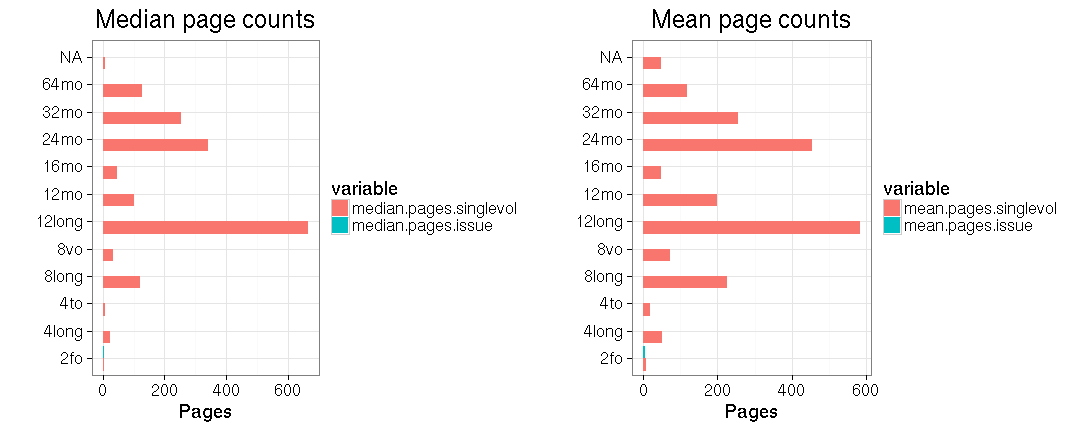 Median page counts
NA
64mo
32mo
24mo
16mo
12mo
12long
8vo
8long
4to
4long
2fo
0 200 400 600
Pages
variable
median.pages.singlevol
median.pages.issue
Mean page counts
NA
64mo
32mo
24mo
16mo
12mo
12long
8vo
8long
4to
4long
2fo
0 200 400 600
Pages
variable
mean.pages.singlevol
mean.pages.issue